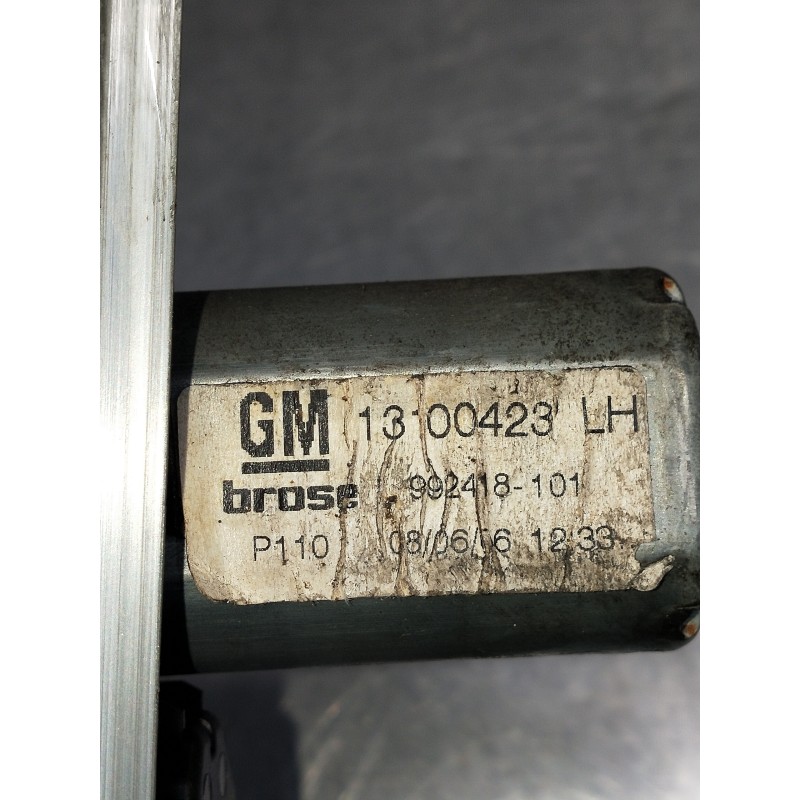 GM 13100423 LH
brose 992418-101
P110 08/06/06 12:33